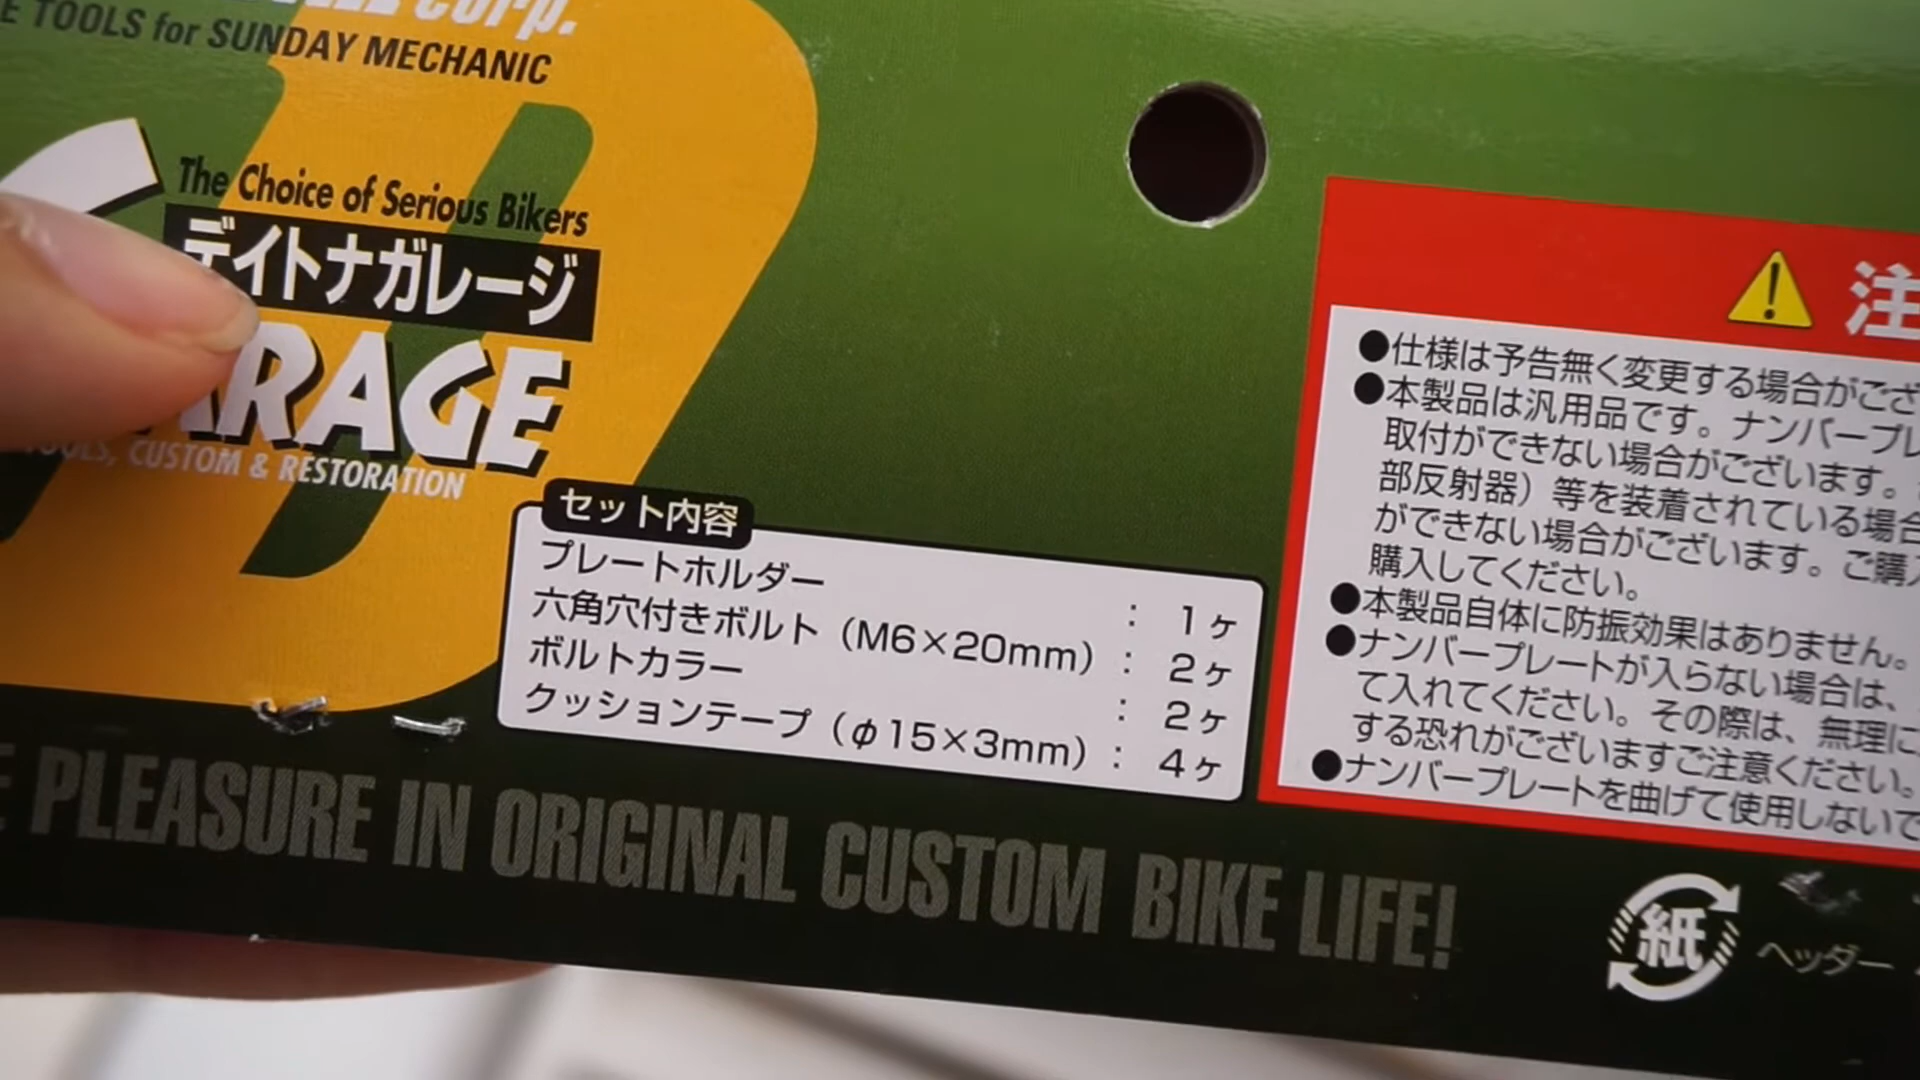 corp.
TOOLS for SUNDAY MECHANIC
The Choice of Serious Bikers
デイトナガレージ
RAGE
TOOLS, CUSTOM & RESTORATION
セット内容
プレートホルダー : 1ヶ
六角穴付きボルト(M6×20mm) : 2ヶ
ボルトカラー : 2ヶ
クッションテープ(φ15×3mm) : 4ヶ
PLEASURE IN ORIGINAL CUSTOM BIKE LIFE!
注
●仕様は予告無く変更する場合がござ
●本製品は汎用品です。ナンバープレ
取付ができない場合がございます。
部反射器)等を装着されている場合
ができない場合がございます。ご購
購入してください。
●本製品自体に防振効果はありません。
●ナンバープレートが入らない場合は、
て入れてください。その際は、無理に
する恐れがございますご注意ください。
●ナンバープレートを曲げて使用しないで
紙
ヘッダー